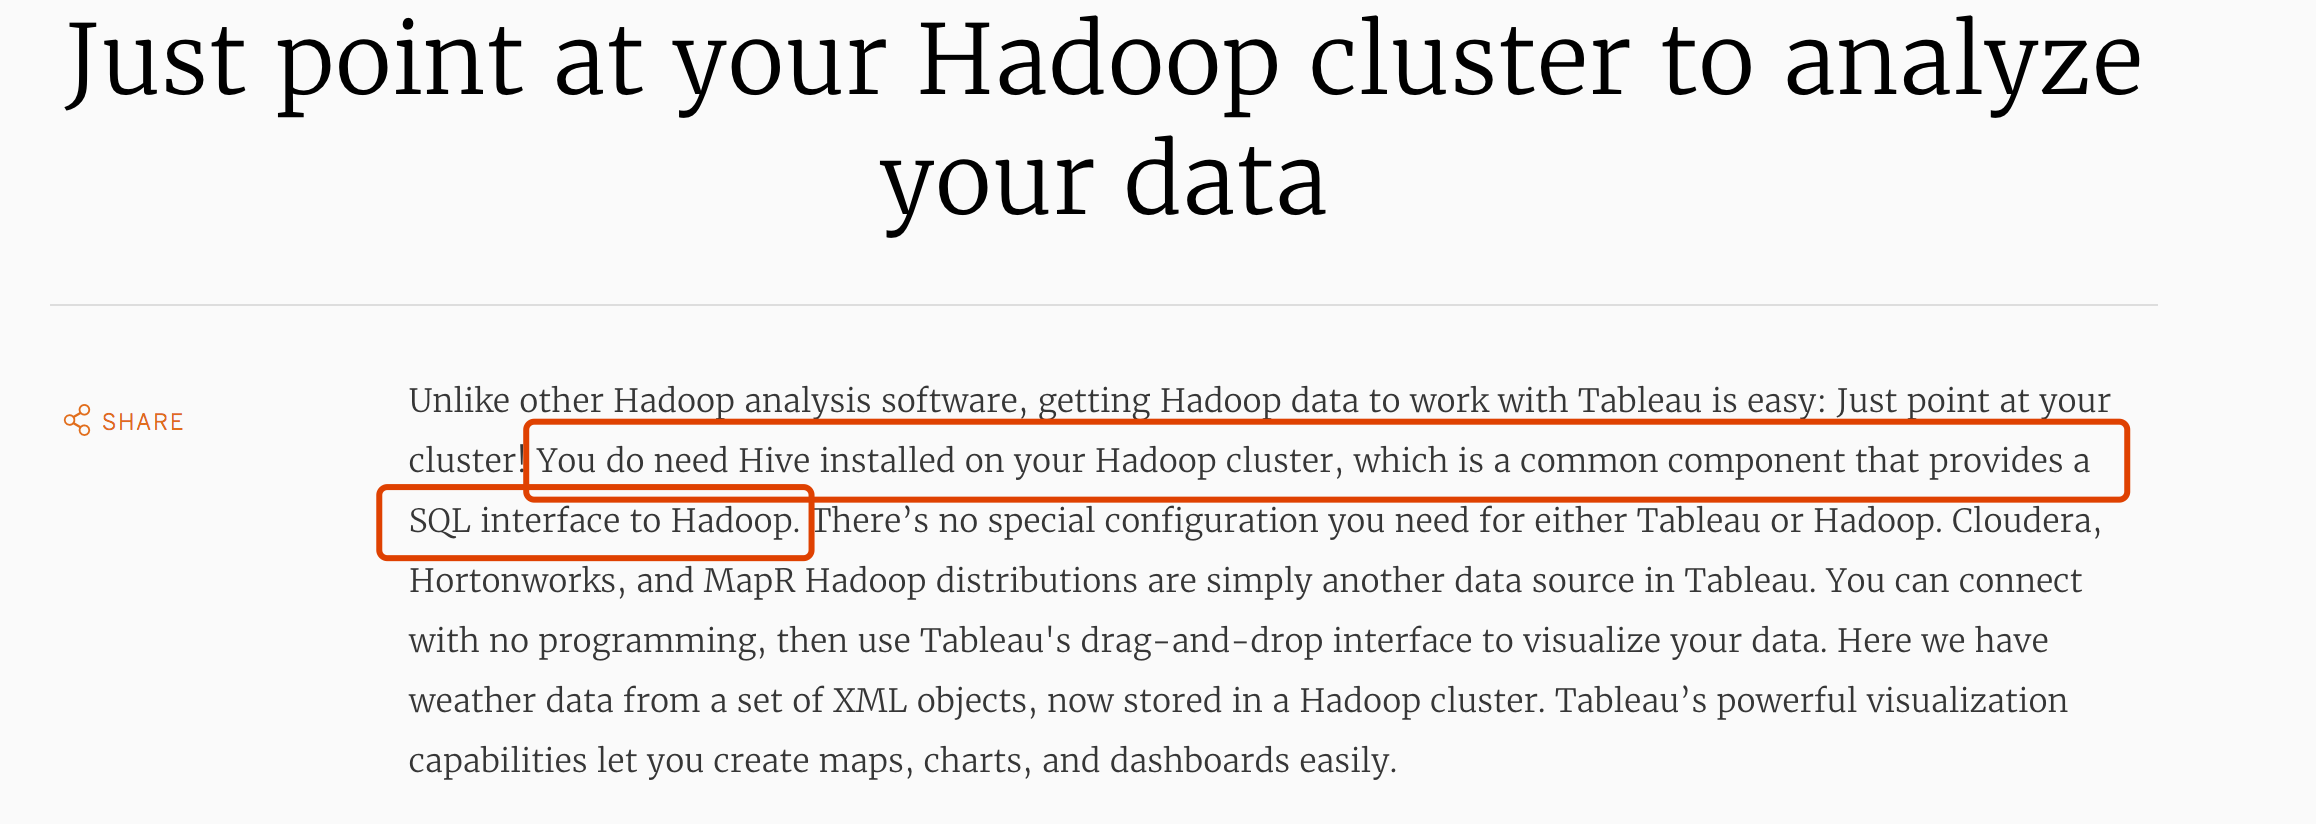 Just point at your Hadoop cluster to analyze
your data
SHARE
Unlike other Hadoop analysis software, getting Hadoop data to work with Tableau is easy: Just point at your
cluster! You do need Hive installed on your Hadoop cluster, which is a common component that provides a
SQL interface to Hadoop. There’s no special configuration you need for either Tableau or Hadoop. Cloudera,
Hortonworks, and MapR Hadoop distributions are simply another data source in Tableau. You can connect
with no programming, then use Tableau's drag-and-drop interface to visualize your data. Here we have
weather data from a set of XML objects, now stored in a Hadoop cluster. Tableau’s powerful visualization
capabilities let you create maps, charts, and dashboards easily.